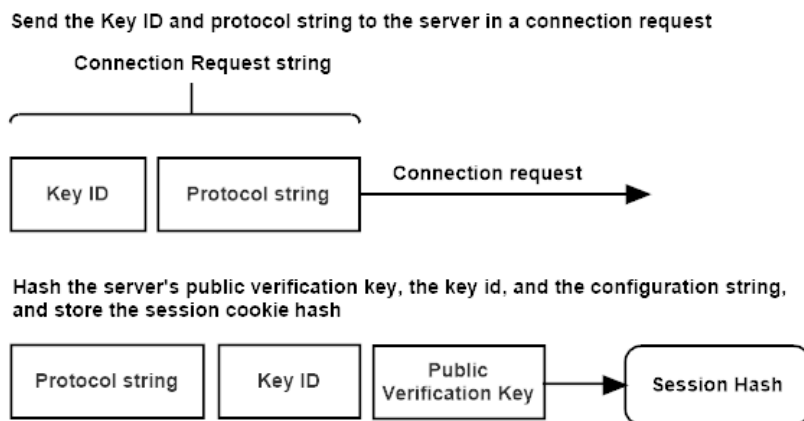 Send the Key ID and protocol string to the server in a connection request
Connection Request string
Key ID
Protocol string
Connection request
Hash the server's public verification key, the key id, and the configuration string,
and store the session cookie hash
Protocol string
Key ID
Public
Verification Key
Session Hash